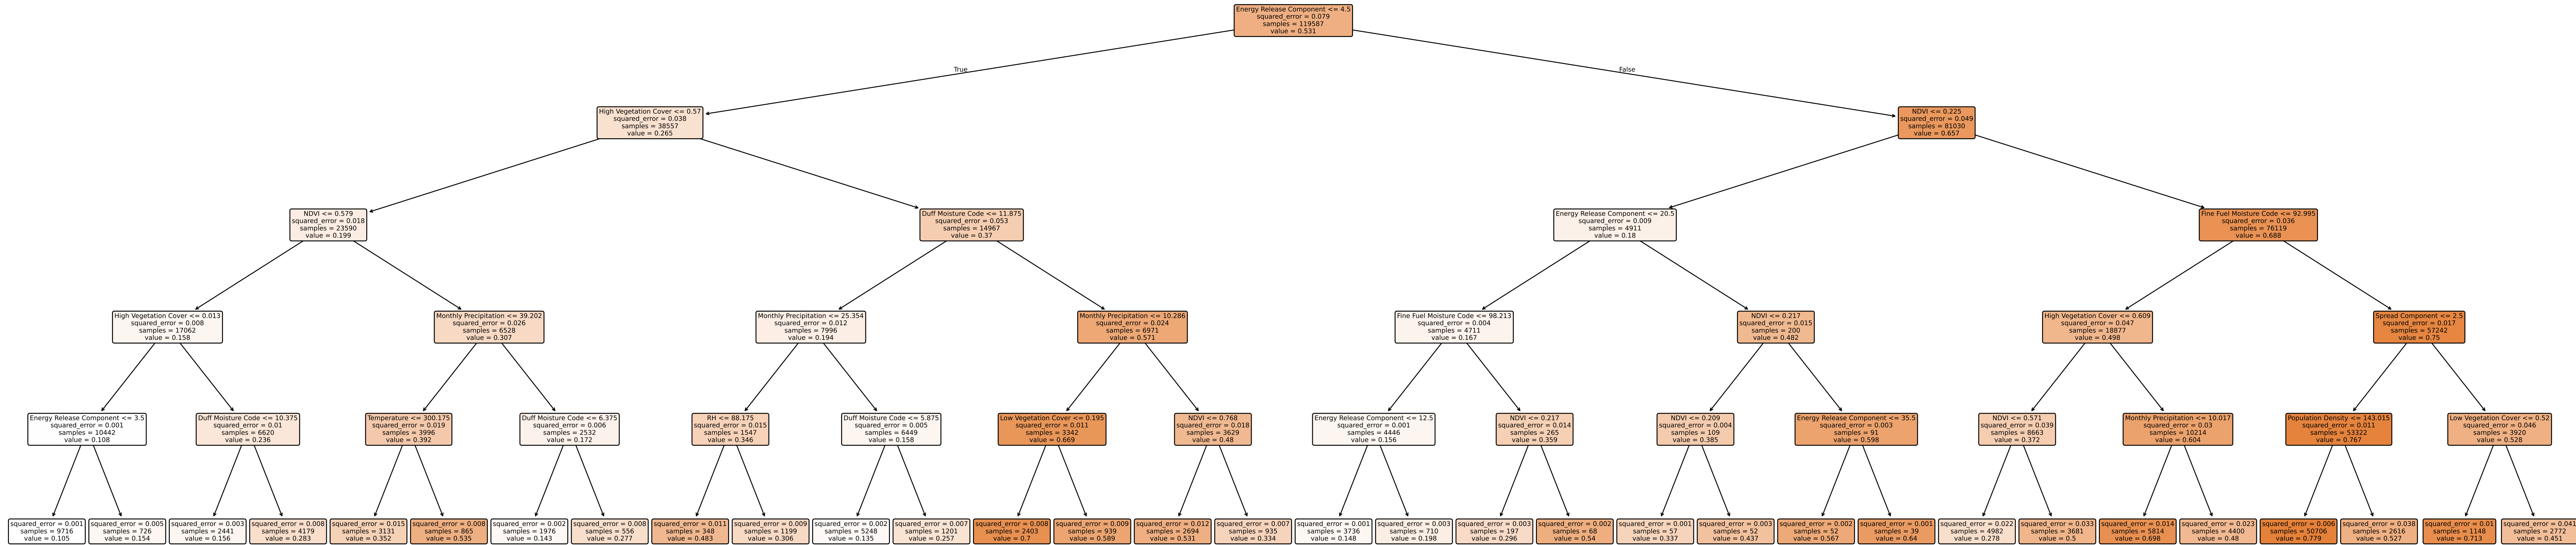 Energy Release Component <= 4.5
squared_error = 0.079
samples = 119587
value = 0.531
True
False
High Vegetation Cover <= 0.57
squared_error = 0.038
samples = 38557
value = 0.265
NDVI <= 0.225
squared_error = 0.049
samples = 81030
value = 0.657
NDVI <= 0.579
squared_error = 0.018
samples = 23590
value = 0.199
Duff Moisture Code <= 11.875
squared_error = 0.053
samples = 14967
value = 0.37
Energy Release Component <= 20.5
squared_error = 0.009
samples = 4911
value = 0.18
Fine Fuel Moisture Code <= 92.995
squared_error = 0.036
samples = 76119
value = 0.688
High Vegetation Cover <= 0.013
squared_error = 0.008
samples = 17062
value = 0.158
Monthly Precipitation <= 39.202
squared_error = 0.026
samples = 6528
value = 0.307
Monthly Precipitation <= 25.354
squared_error = 0.012
samples = 7996
value = 0.194
Monthly Precipitation <= 10.286
squared_error = 0.024
samples = 6971
value = 0.571
Fine Fuel Moisture Code <= 98.213
squared_error = 0.004
samples = 4711
value = 0.167
NDVI <= 0.217
squared_error = 0.015
samples = 200
value = 0.482
High Vegetation Cover <= 0.609
squared_error = 0.047
samples = 18877
value = 0.498
Spread Component <= 2.5
squared_error = 0.017
samples = 57242
value = 0.75
Energy Release Component <= 3.5
squared_error = 0.001
samples = 10442
value = 0.108
Duff Moisture Code <= 10.375
squared_error = 0.01
samples = 6620
value = 0.236
Temperature <= 300.175
squared_error = 0.019
samples = 3996
value = 0.392
Duff Moisture Code <= 6.375
squared_error = 0.006
samples = 2532
value = 0.172
RH <= 88.175
squared_error = 0.015
samples = 1547
value = 0.346
Duff Moisture Code <= 5.875
squared_error = 0.005
samples = 6449
value = 0.158
Low Vegetation Cover <= 0.195
squared_error = 0.011
samples = 3342
value = 0.669
NDVI <= 0.768
squared_error = 0.018
samples = 3629
value = 0.48
Energy Release Component <= 12.5
squared_error = 0.001
samples = 4446
value = 0.156
NDVI <= 0.217
squared_error = 0.014
samples = 265
value = 0.359
NDVI <= 0.209
squared_error = 0.004
samples = 109
value = 0.385
Energy Release Component <= 35.5
squared_error = 0.003
samples = 91
value = 0.598
NDVI <= 0.571
squared_error = 0.039
samples = 8663
value = 0.372
Monthly Precipitation <= 10.017
squared_error = 0.03
samples = 10214
value = 0.604
Population Density <= 143.015
squared_error = 0.011
samples = 53322
value = 0.767
Low Vegetation Cover <= 0.52
squared_error = 0.046
samples = 3920
value = 0.528
squared_error = 0.001
samples = 9716
value = 0.105
squared_error = 0.005
samples = 726
value = 0.154
squared_error = 0.003
samples = 2441
value = 0.156
squared_error = 0.008
samples = 4179
value = 0.283
squared_error = 0.015
samples = 3131
value = 0.352
squared_error = 0.008
samples = 865
value = 0.535
squared_error = 0.002
samples = 1976
value = 0.143
squared_error = 0.008
samples = 556
value = 0.277
squared_error = 0.011
samples = 348
value = 0.483
squared_error = 0.009
samples = 1199
value = 0.306
squared_error = 0.002
samples = 5248
value = 0.135
squared_error = 0.007
samples = 1201
value = 0.257
squared_error = 0.008
samples = 2403
value = 0.7
squared_error = 0.009
samples = 939
value = 0.589
squared_error = 0.012
samples = 2694
value = 0.531
squared_error = 0.007
samples = 935
value = 0.334
squared_error = 0.001
samples = 3736
value = 0.148
squared_error = 0.003
samples = 710
value = 0.198
squared_error = 0.003
samples = 197
value = 0.296
squared_error = 0.002
samples = 68
value = 0.54
squared_error = 0.001
samples = 57
value = 0.337
squared_error = 0.003
samples = 52
value = 0.437
squared_error = 0.002
samples = 52
value = 0.567
squared_error = 0.001
samples = 39
value = 0.64
squared_error = 0.022
samples = 4982
value = 0.278
squared_error = 0.033
samples = 3681
value = 0.5
squared_error = 0.014
samples = 5814
value = 0.698
squared_error = 0.023
samples = 4400
value = 0.48
squared_error = 0.006
samples = 50706
value = 0.779
squared_error = 0.038
samples = 2616
value = 0.527
squared_error = 0.01
samples = 1148
value = 0.713
squared_error = 0.041
samples = 2772
value = 0.451